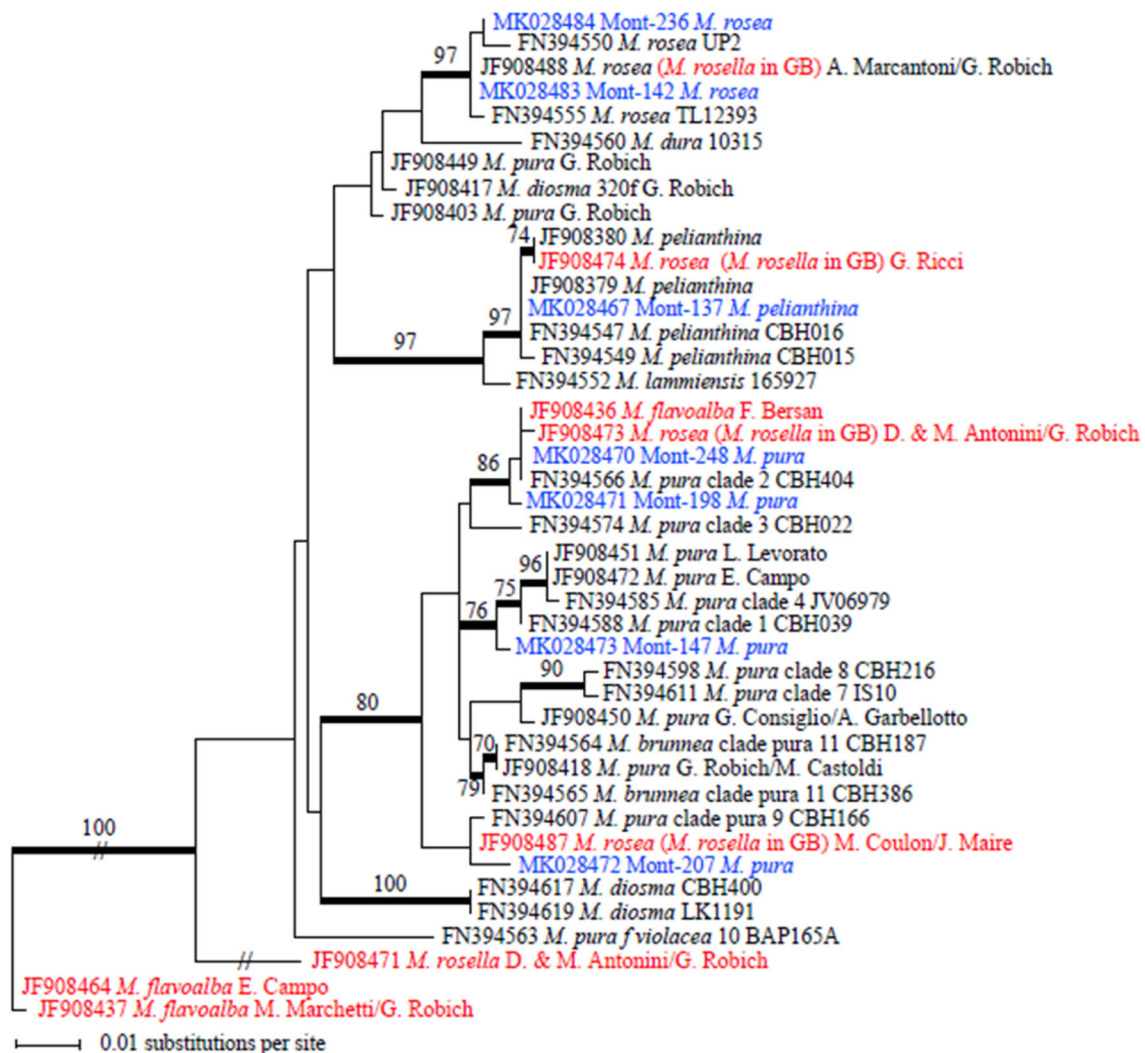 MK028484 Mont-236 M. rosea
FN394550 M. rosea UP2
97
JF908488 M. rosea (M. rosella in GB) A. Marcantoni/G. Robich
MK028483 Mont-142 M. rosea
FN394555 M. rosea TL12393
FN394560 M. dura 10315
JF908449 M. pura G. Robich
JF908417 M. diosma 320f G. Robich
JF908403 M. pura G. Robich
74
JF908380 M. pelianthina
JF908474 M. rosea (M. rosella in GB) G. Ricci
JF908379 M. pelianthina
MK028467 Mont-137 M. pelianthina
97
FN394547 M. pelianthina CBH016
97
FN394549 M. pelianthina CBH015
FN394552 M. lammiensis 165927
JF908436 M. flavoalba F. Bersan
JF908473 M. rosea (M. rosella in GB) D. & M. Antonini/G. Robich
MK028470 Mont-248 M. pura
86
FN394566 M. pura clade 2 CBH404
MK028471 Mont-198 M. pura
FN394574 M. pura clade 3 CBH022
JF908451 M. pura L. Levorato
96
JF908472 M. pura E. Campo
75
FN394585 M. pura clade 4 JV06979
76
FN394588 M. pura clade 1 CBH039
MK028473 Mont-147 M. pura
90
FN394598 M. pura clade 8 CBH216
FN394611 M. pura clade 7 IS10
JF908450 M. pura G. Consiglio/A. Garbellotto
80
70
FN394564 M. brunnea clade pura 11 CBH187
JF908418 M. pura G. Robich/M. Castoldi
79
FN394565 M. brunnea clade pura 11 CBH386
FN394607 M. pura clade pura 9 CBH166
100
//
JF908487 M. rosea (M. rosella in GB) M. Coulon/J. Maire
MK028472 Mont-207 M. pura
100
FN394617 M. diosma CBH400
FN394619 M. diosma LK1191
FN394563 M. pura f violacea 10 BAP165A
//
JF908471 M. rosella D. & M. Antonini/G. Robich
JF908464 M. flavoalba E. Campo
JF908437 M. flavoalba M. Marchetti/G. Robich
0.01 substitutions per site